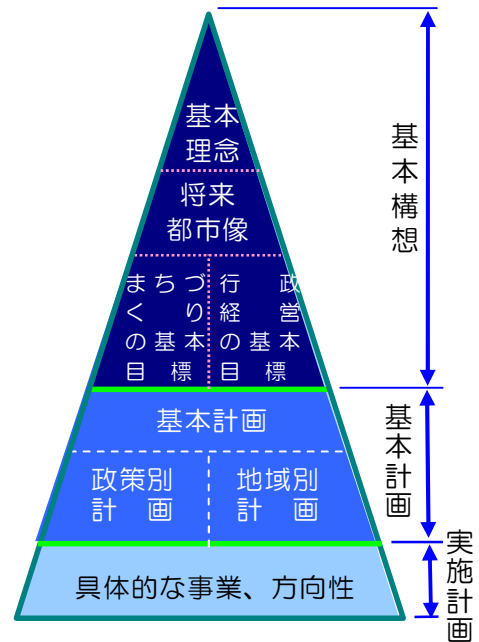 基本
理念
将来
都市像
まちづ
くり
の基本
目標
行政
経営
の基本
目標
基本構想
基本計画
政策別
計画
地域別
計画
基本計画
具体的な事業、方向性
実施計画